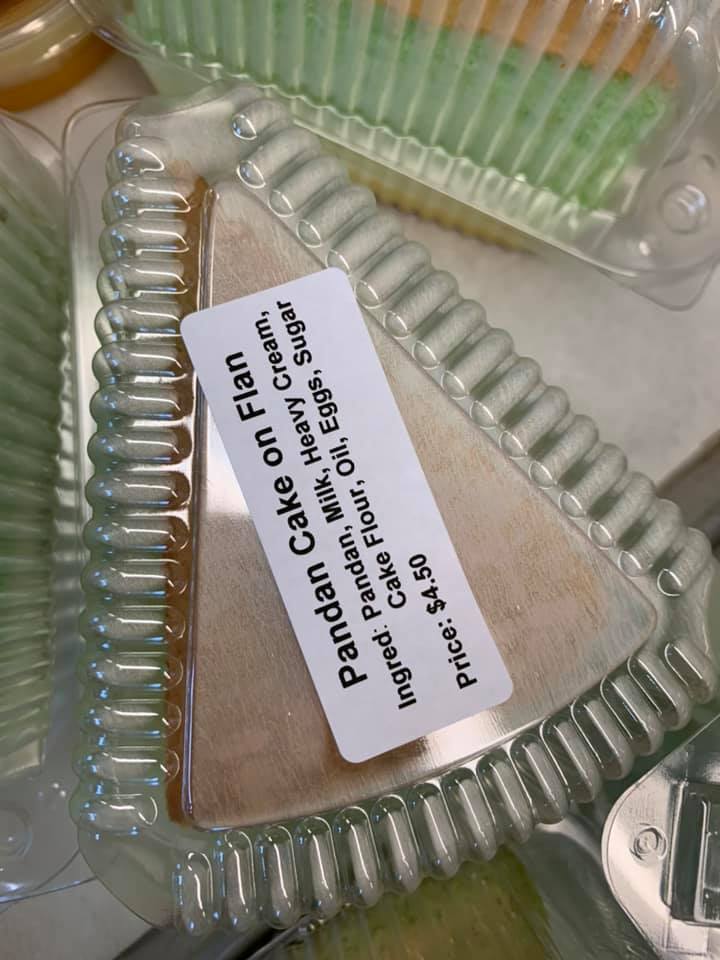 Pandan Cake on Flan
Ingred: Pandan, Milk, Heavy Cream,
Cake Flour, Oil, Eggs, Sugar
Price: $4.50